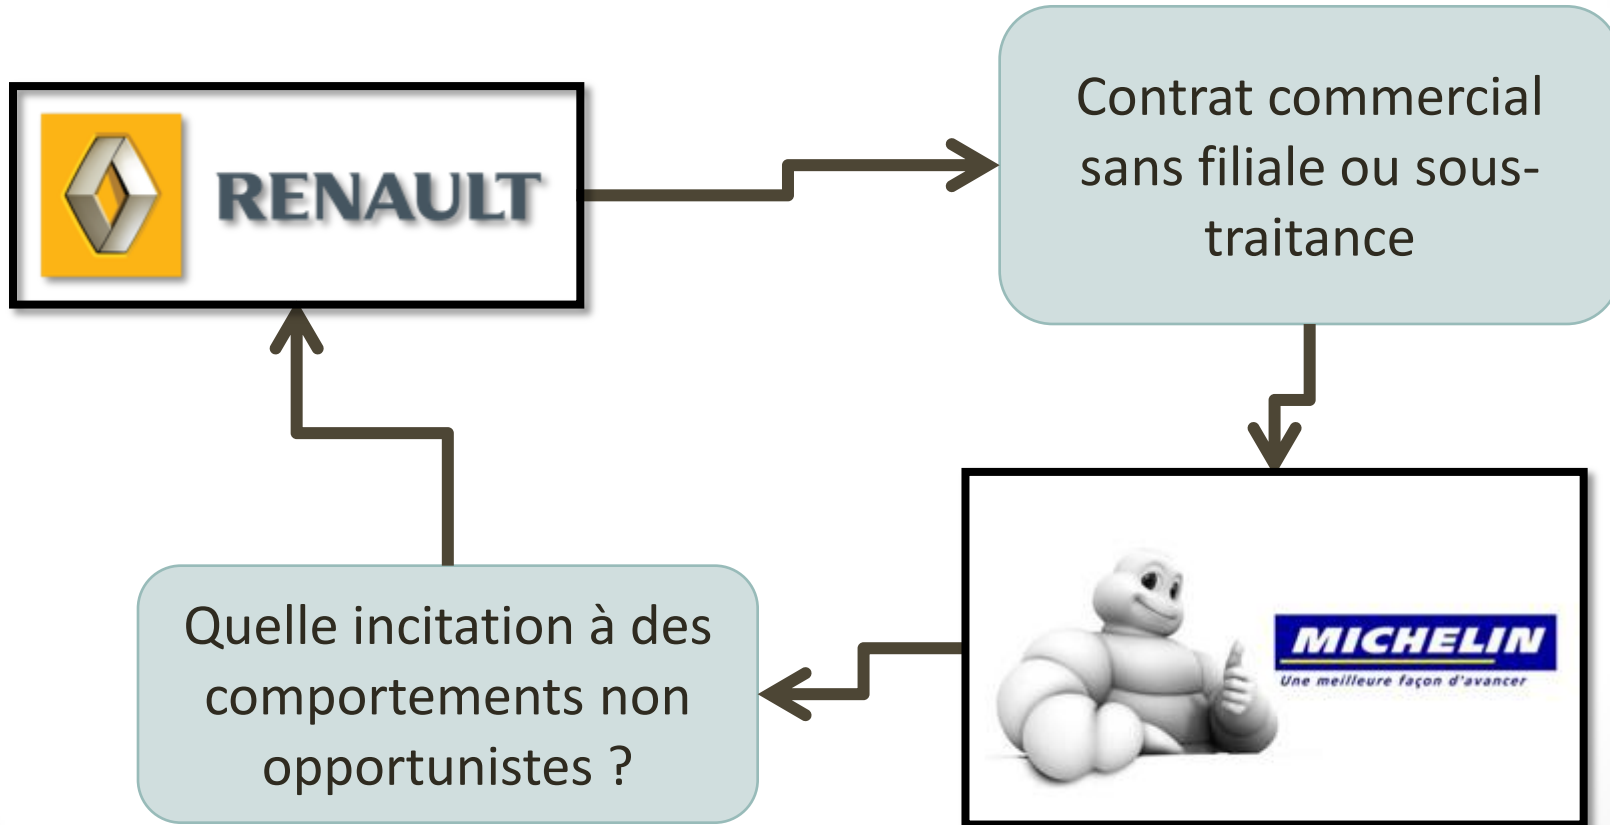 RENAULT
Contrat commercial
sans filiale ou sous-
traitance
MICHELIN
Une meilleure façon d'avancer
Quelle incitation à des
comportements non
opportunistes ?